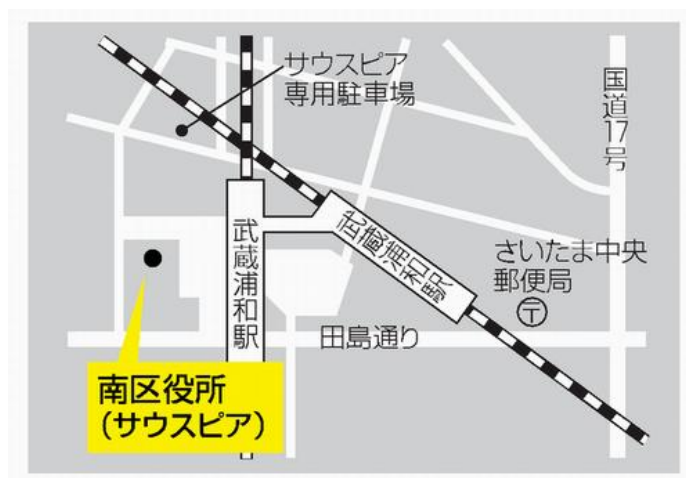 サウスピア
専用駐車場
国道17号
武蔵浦和駅
武蔵浦和駅
さいたま中央
郵便局
〒
田島通り
南区役所
（サウスピア）